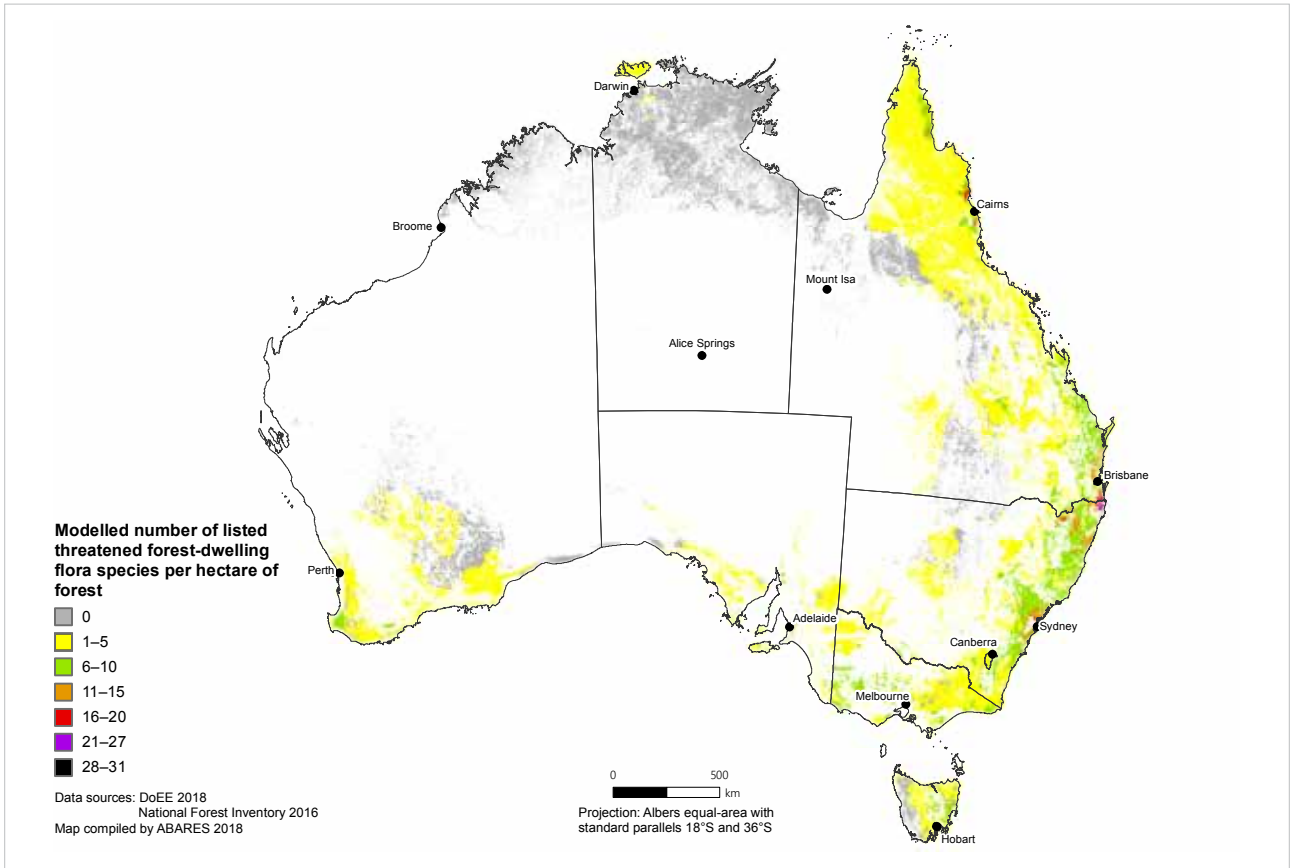 Darwin
Cairns
Broome
Mount Isa
Alice Springs
Brisbane
Modelled number of listed
threatened forest-dwelling
flora species per hectare of
forest
0
1–5
6–10
11–15
16–20
21–27
28–31
Perth
Adelaide
Sydney
Canberra
Melbourne
Hobart
Data sources: DoEE 2018
National Forest Inventory 2016
Map compiled by ABARES 2018
0 500
km
Projection: Albers equal-area with
standard parallels 18°S and 36°S